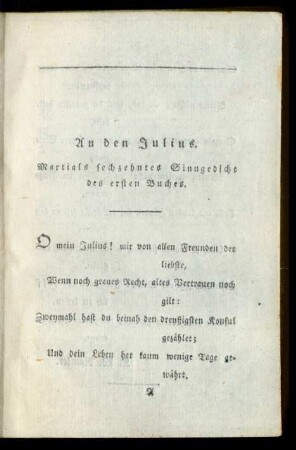 An den Julius.
Martials sechzehntes Sinngedicht
des ersten Buches.
O mein Julius! mir von allen Freunden der
liebste,
Wenn noch graues Recht, altes Vertrauen noch
gilt:
Zweymahl hast du beinah den dreyßigsten Konsul
gezählet;
Und dein Leben hat kaum wenige Tage ge-
währt.
A